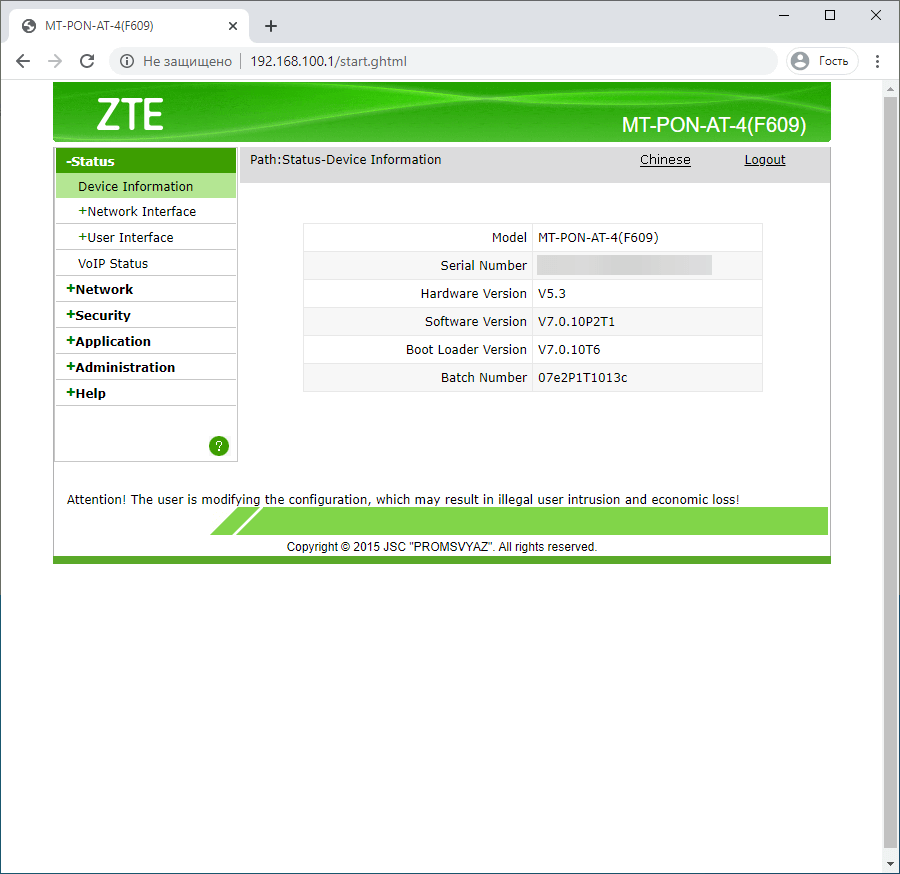 MT-PON-AT-4(F609)
Не защищено 192.168.100.1/start.ghtml Гость
ZTE
MT-PON-AT-4(F609)
-Status
Path:Status-Device Information Chinese Logout
Device Information
+Network Interface
+User Interface
VoIP Status
+Network
+Security
+Application
+Administration
+Help
?
Model MT-PON-AT-4(F609)
Serial Number
Hardware Version V5.3
Software Version V7.0.10P2T1
Boot Loader Version V7.0.10T6
Batch Number 07e2P1T1013c
Attention! The user is modifying the configuration, which may result in illegal user intrusion and economic loss!
Copyright © 2015 JSC "PROMSVYAZ". All rights reserved.